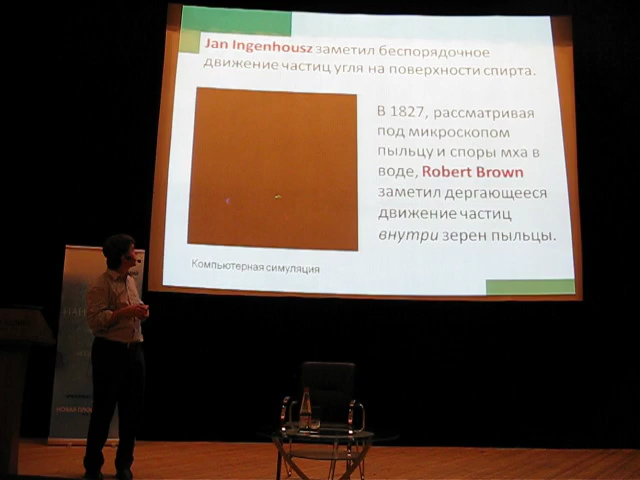 Jan Ingenhousz заметил беспорядочное
движение частиц угля на поверхности спирта.
В 1827, рассматривая
под микроскопом
пыльцу и споры мха в
воде, Robert Brown
заметил дергающееся
движение частиц
внутри зерен пыльцы.
Компьютерная симуляция